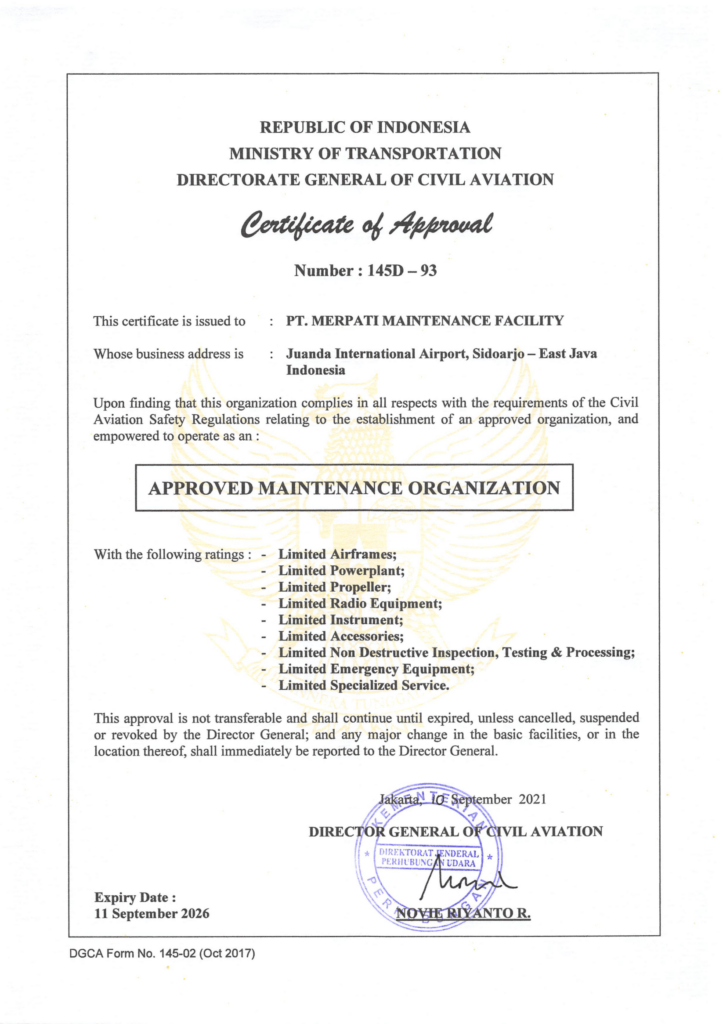 REPUBLIC OF INDONESIA
MINISTRY OF TRANSPORTATION
DIRECTORATE GENERAL OF CIVIL AVIATION
Certificate of Approval
Number : 145D – 93
This certificate is issued to : PT. MERPATI MAINTENANCE FACILITY
Whose business address is : Juanda International Airport, Sidoarjo – East Java
Indonesia
Upon finding that this organization complies in all respects with the requirements of the Civil
Aviation Safety Regulations relating to the establishment of an approved organization, and
empowered to operate as an :
APPROVED MAINTENANCE ORGANIZATION
With the following ratings : - Limited Airframes;
- Limited Powerplant;
- Limited Propeller;
- Limited Radio Equipment;
- Limited Instrument;
- Limited Accessories;
- Limited Non Destructive Inspection, Testing & Processing;
- Limited Emergency Equipment;
- Limited Specialized Service.
This approval is not transferable and shall continue until expired, unless cancelled, suspended
or revoked by the Director General; and any major change in the basic facilities, or in the
location thereof, shall immediately be reported to the Director General.
Jakarta, 10 September 2021
DIRECTOR GENERAL OF CIVIL AVIATION
KEMENTERIAN
DIREKTORAT JENDERAL
PERHUBUNGAN UDARA
PERHUBUNGAN
Expiry Date :
11 September 2026
NOVIE RIYANTO R.
DGCA Form No. 145-02 (Oct 2017)